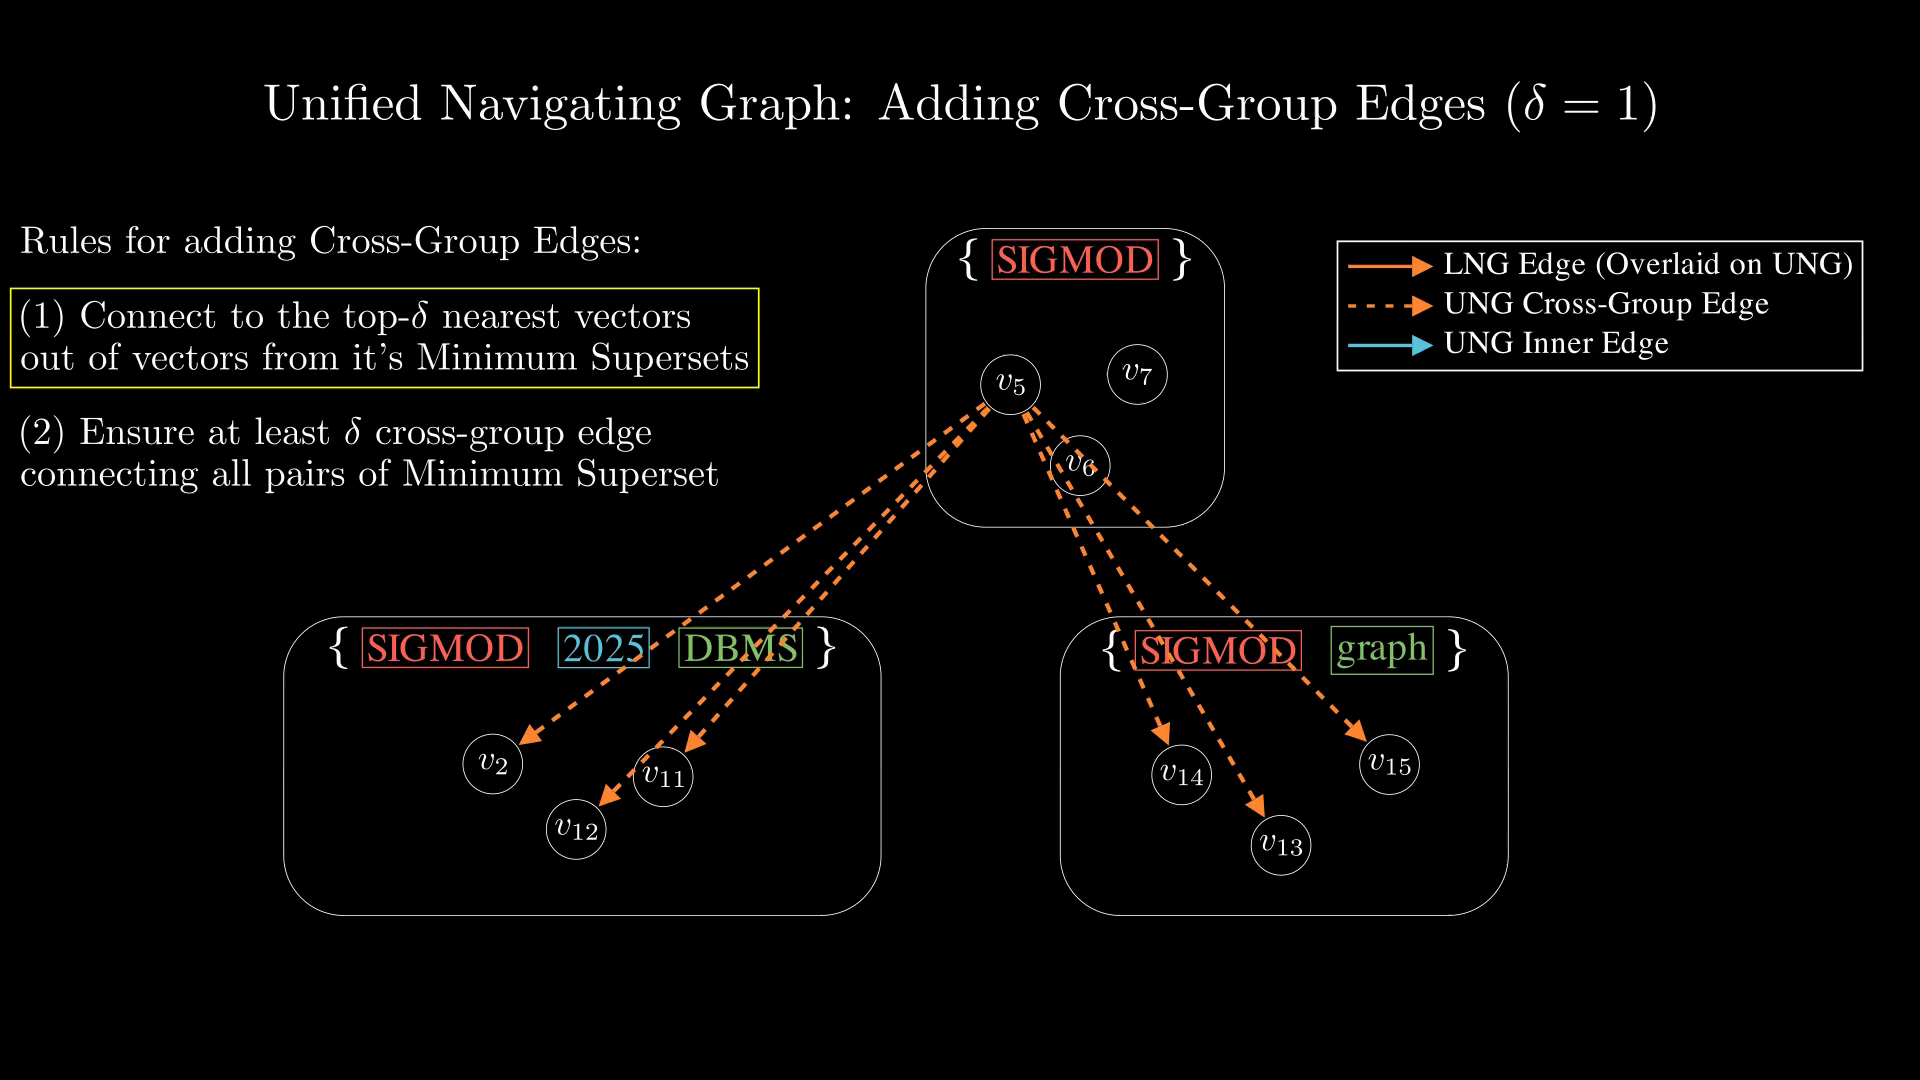 Unified Navigating Graph: Adding Cross-Group Edges (δ = 1)
Rules for adding Cross-Group Edges:
(1) Connect to the top-δ nearest vectors
out of vectors from it's Minimum Supersets
(2) Ensure at least δ cross-group edge
connecting all pairs of Minimum Superset
{ SIGMOD }
v5
v7
v6
LNG Edge (Overlaid on UNG)
UNG Cross-Group Edge
UNG Inner Edge
{ SIGMOD 2025 DBMS }
v2
v11
v12
{ SIGMOD graph }
v14
v15
v13